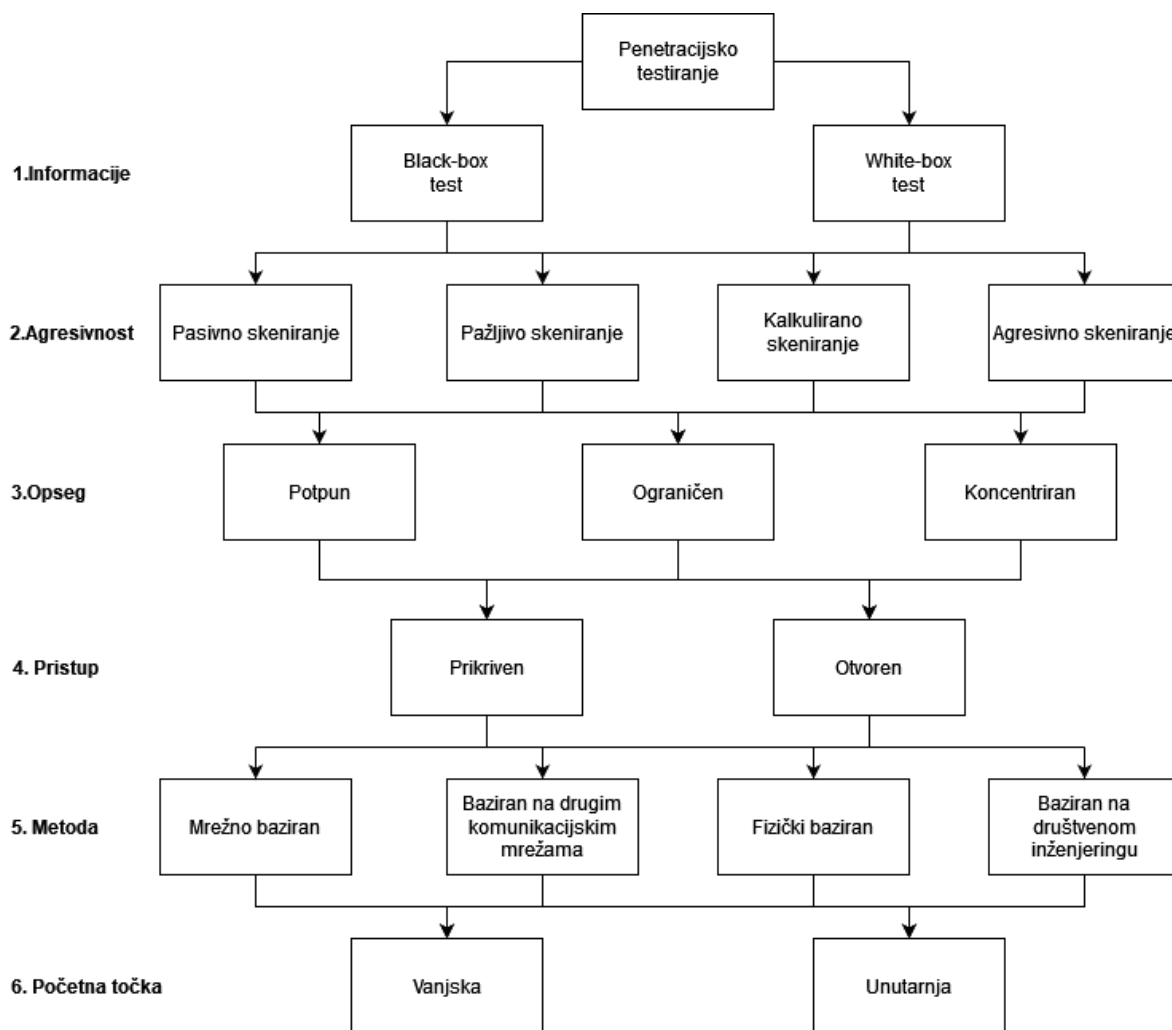 Penetracijsko
testiranje
1.Informacije
Black-box
test
White-box
test
2.Agresivnost
Pasivno skeniranje
Pažljivo skeniranje
Kalkulirano
skeniranje
Agresivno skeniranje
3.Opseg
Potpun
Ograničen
Koncentriran
4. Pristup
Prikriven
Otvoren
5. Metoda
Mrežno baziran
Baziran na drugim
komunikacijskim
mrežama
Fizički baziran
Baziran na
društvenom
inženjeringu
6. Početna točka
Vanjska
Unutarnja